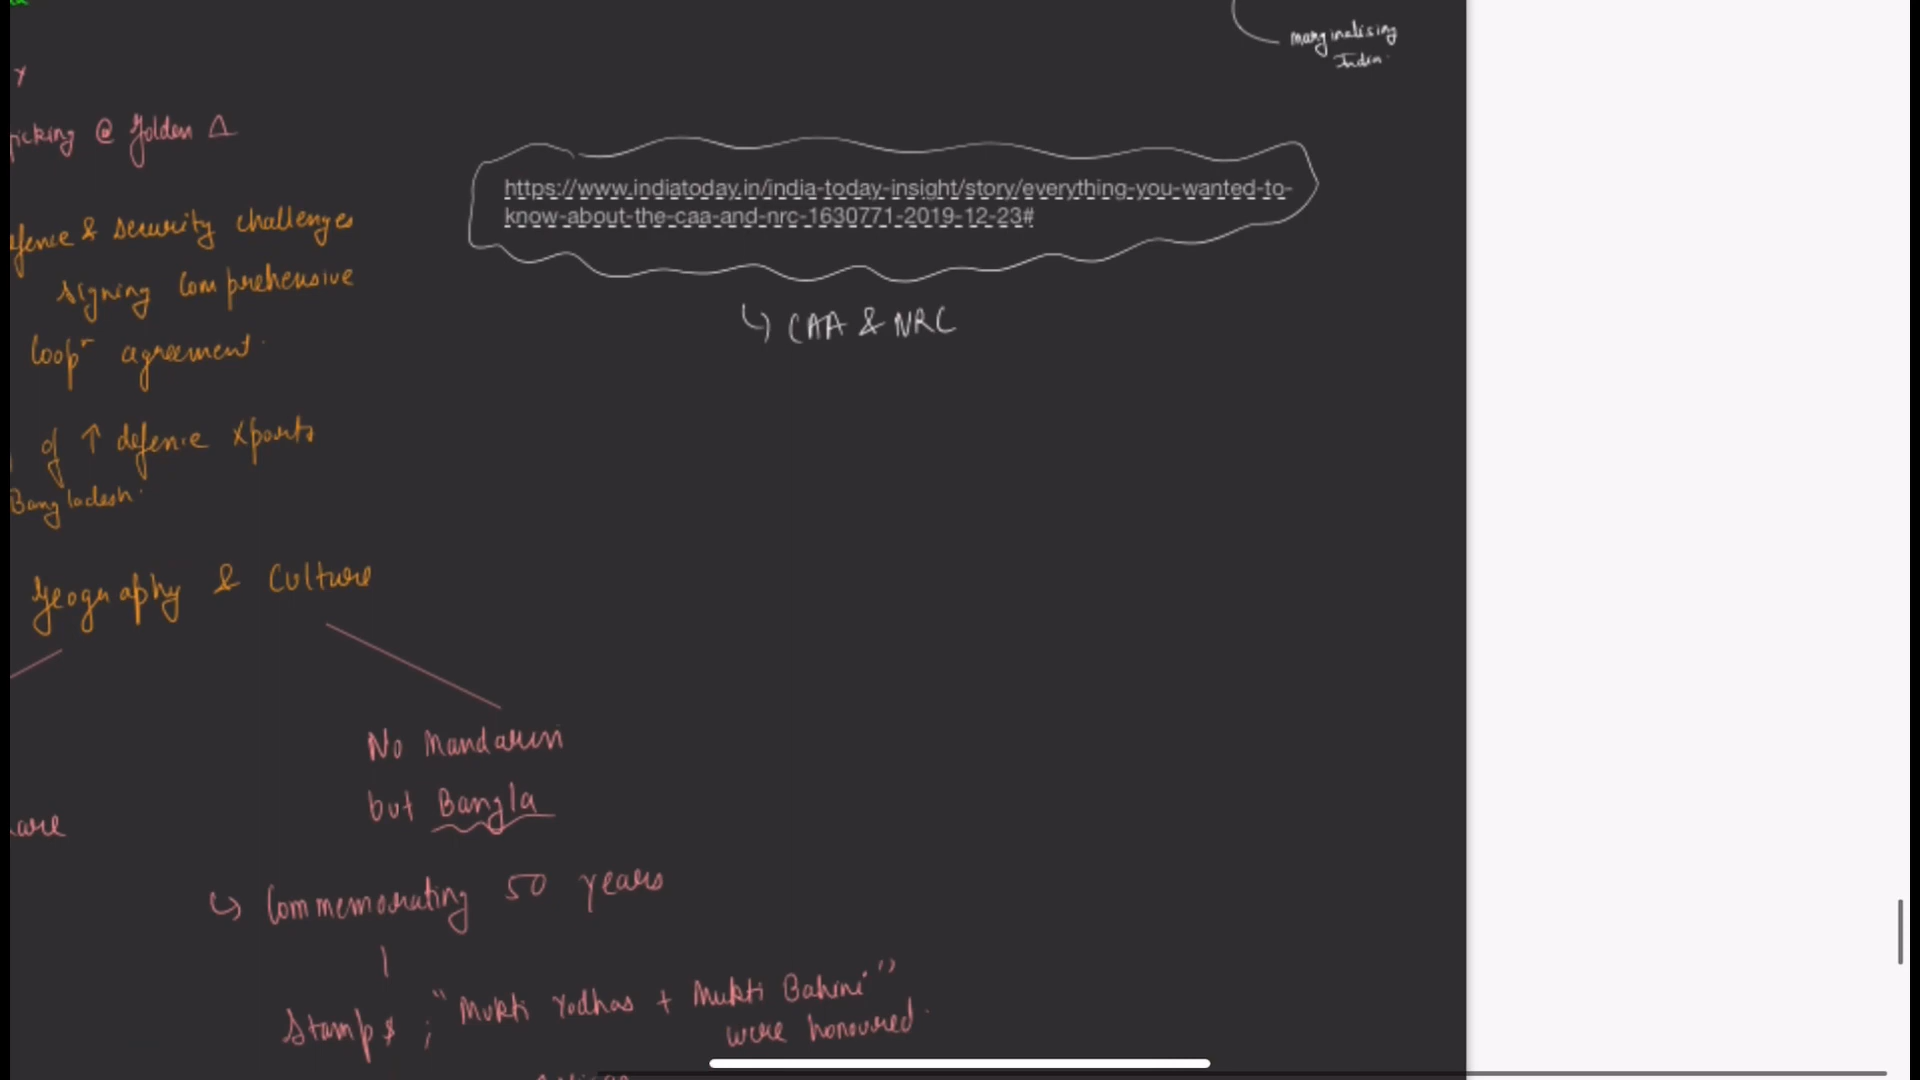 marginalising
India.
y
icking @ Golden Δ
https://www.indiatoday.in/india-today-insight/story/everything-you-wanted-to-
know-about-the-caa-and-nrc-1630771-2019-12-23#
↳ CAA & NRC
efence & security challenges
signing comprehensive
coopn agreement.
of ↑ defence xports
Bangladesh.
Geography & Culture
No Mandarin
but Bangla
are
↳ Commemorating 50 years
Stamps ; "Mukti Yodhas + Mukti Bahini"
were honoured.